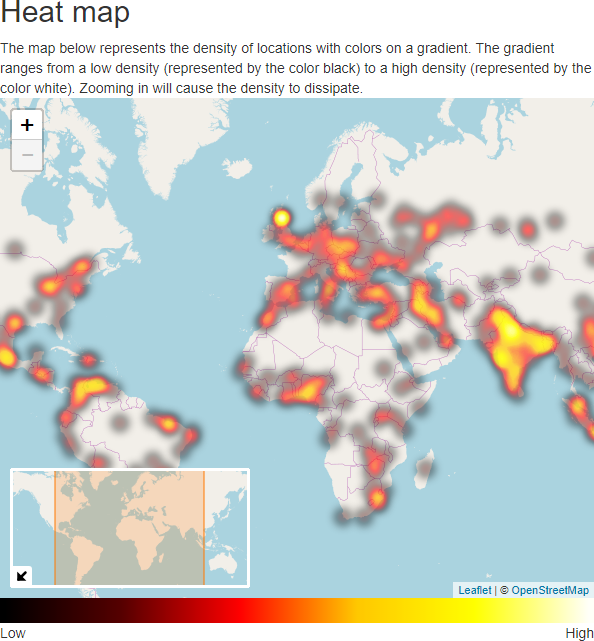 Heat map
The map below represents the density of locations with colors on a gradient. The gradient
ranges from a low density (represented by the color black) to a high density (represented by the
color white). Zooming in will cause the density to dissipate.
+
−
Leaflet | © OpenStreetMap
Low High